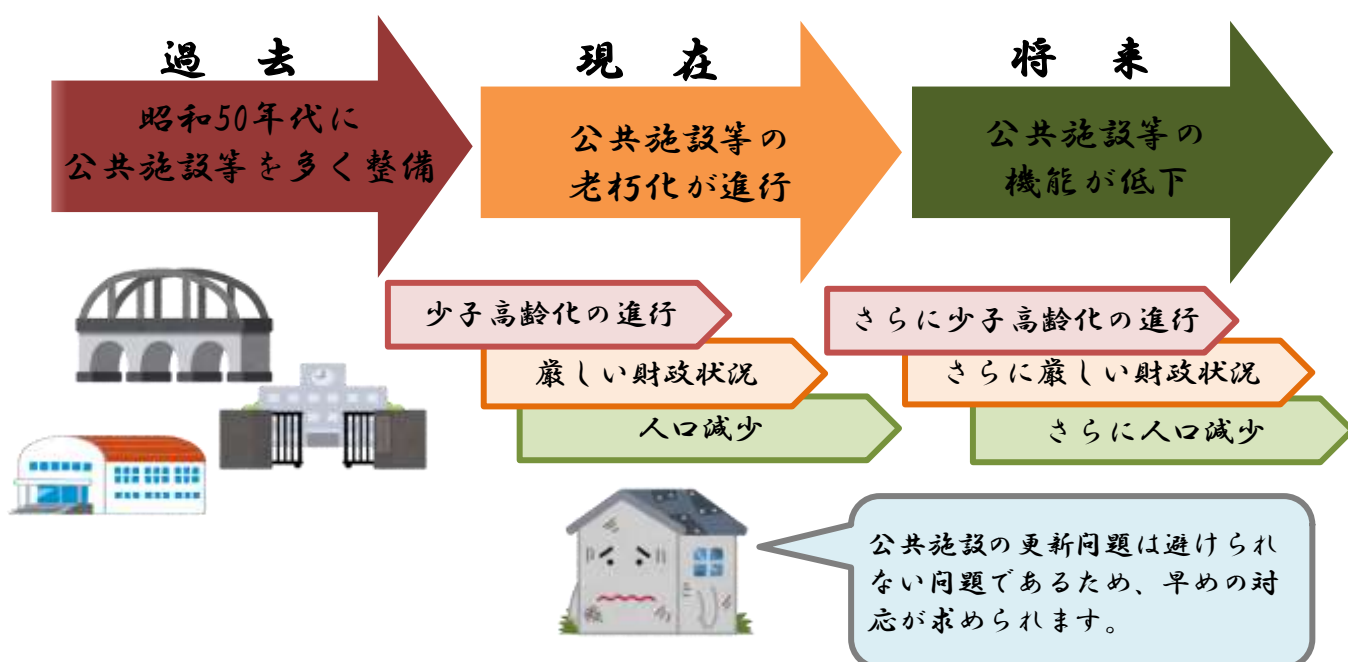 過 去
昭和50年代に
公共施設等を多く整備
現 在
公共施設等の
老朽化が進行
将 来
公共施設等の
機能が低下
少子高齢化の進行
厳しい財政状況
人口減少
さらに少子高齢化の進行
さらに厳しい財政状況
さらに人口減少
公共施設の更新問題は避けられ
ない問題であるため、早めの対
応が求められます。